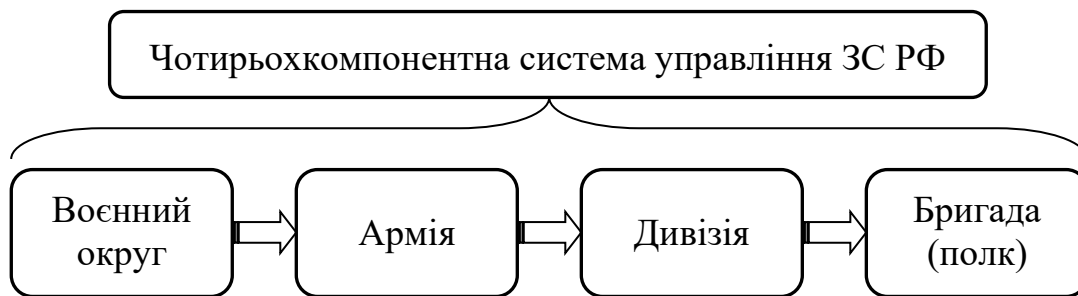 Чотирьохкомпонентна система управління ЗС РФ
Воєнний
округ
Армія
Дивізія
Бригада
(полк)